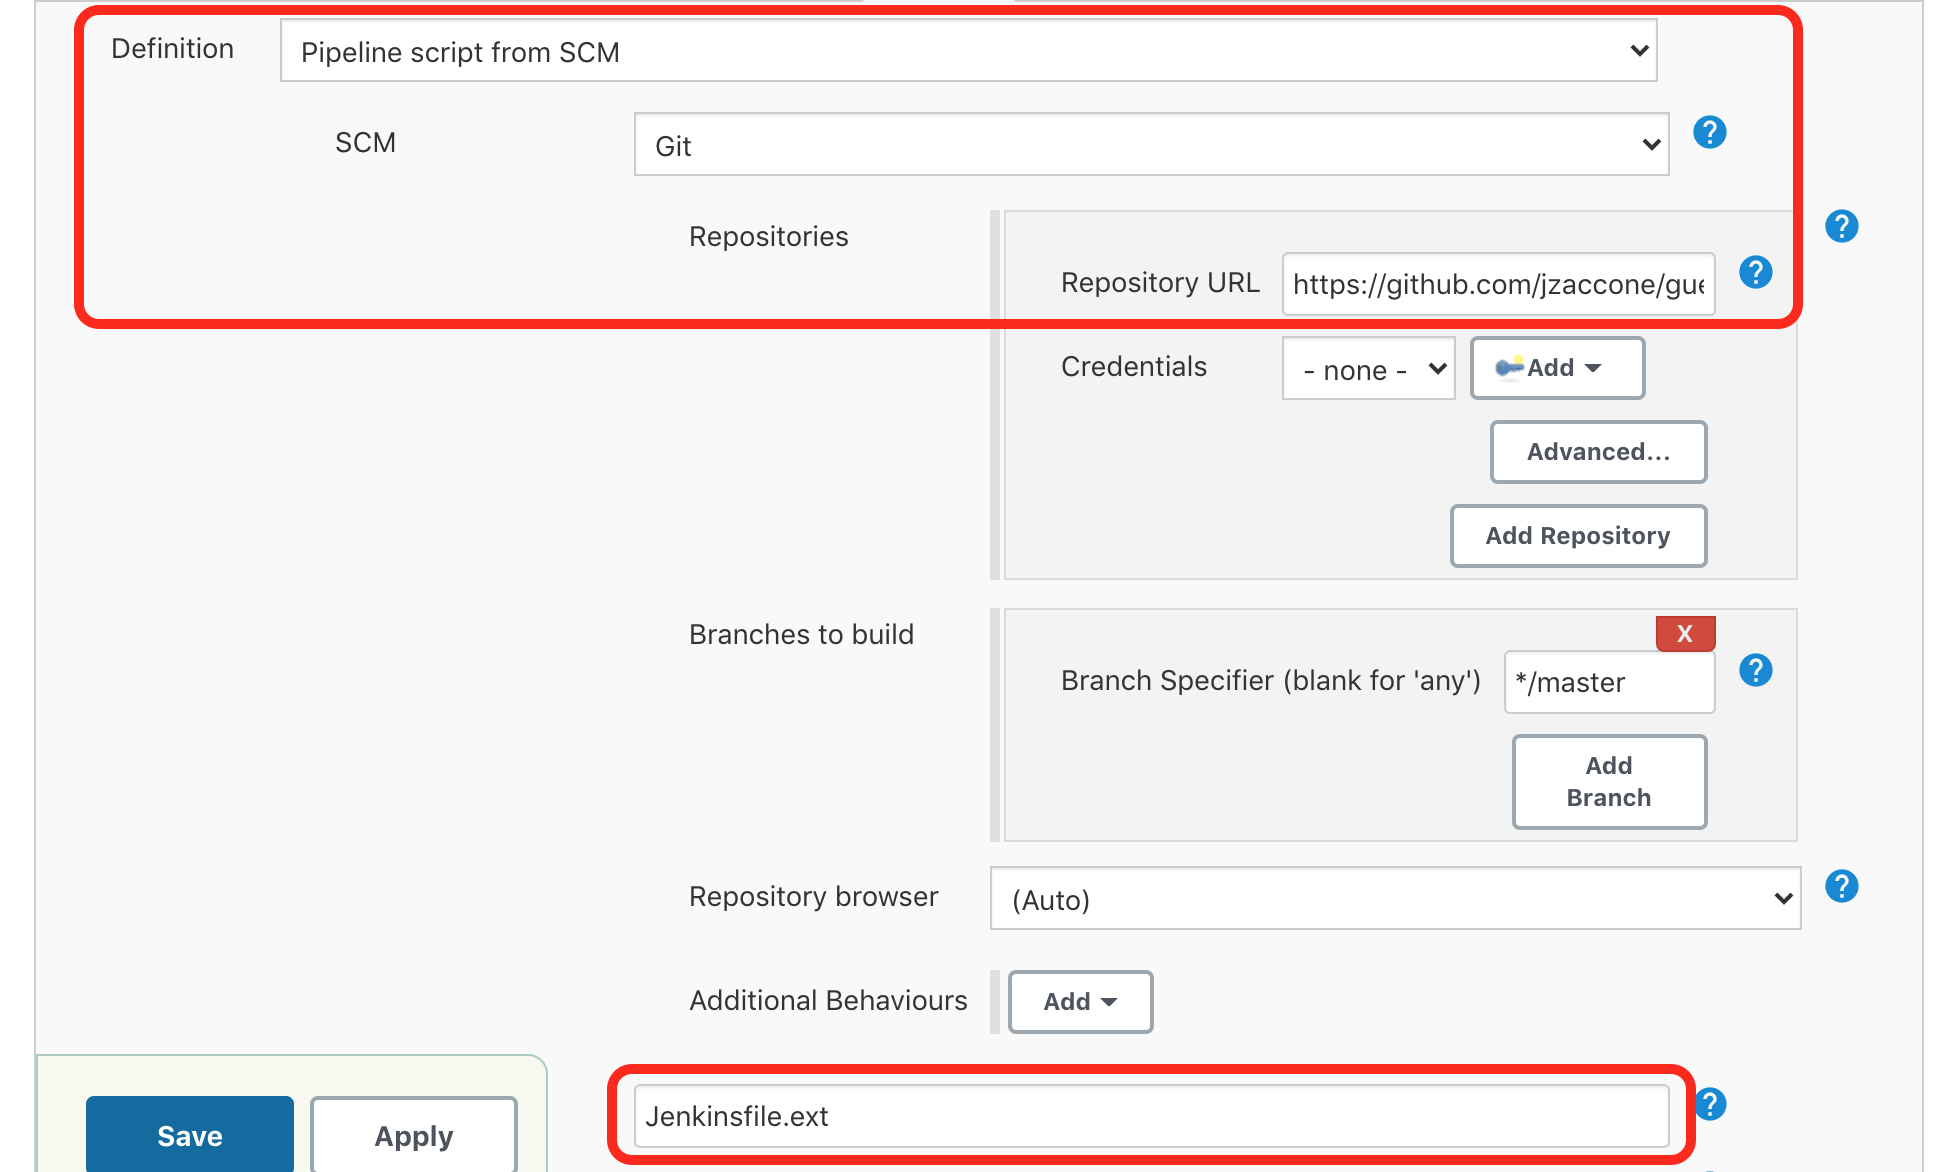 Definition Pipeline script from SCM
SCM Git ?
Repositories ?
Repository URL https://github.com/jzaccone/gue ?
Credentials - none - Add
Advanced...
Add Repository
Branches to build X
Branch Specifier (blank for 'any') */master ?
Add
Branch
Repository browser (Auto) ?
Additional Behaviours Add
Jenkinsfile.ext ?
Save Apply